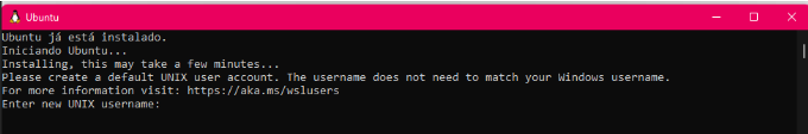 Ubuntu
Ubuntu já está instalado.
Iniciando Ubuntu...
Installing, this may take a few minutes...
Please create a default UNIX user account. The username does not need to match your Windows username.
For more information visit: https://aka.ms/wslusers
Enter new UNIX username: